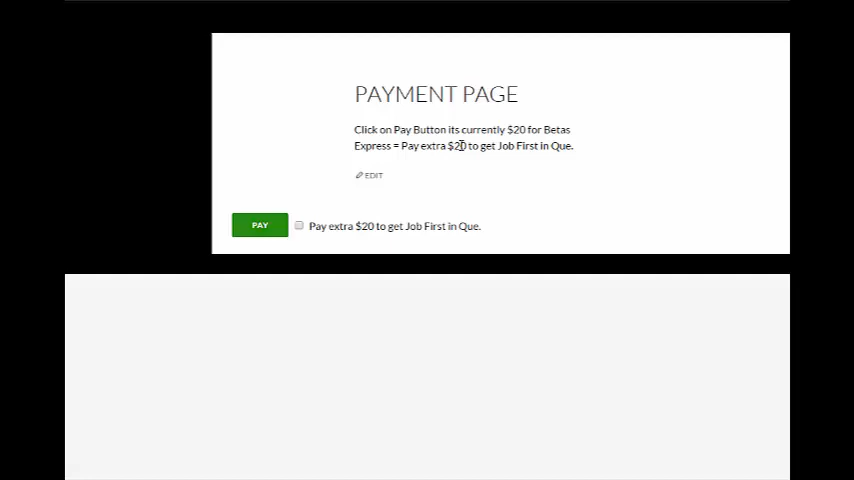 PAYMENT PAGE
Click on Pay Button its currently $20 for Betas
Express = Pay extra $20 to get Job First in Que.
EDIT
PAY Pay extra $20 to get Job First in Que.